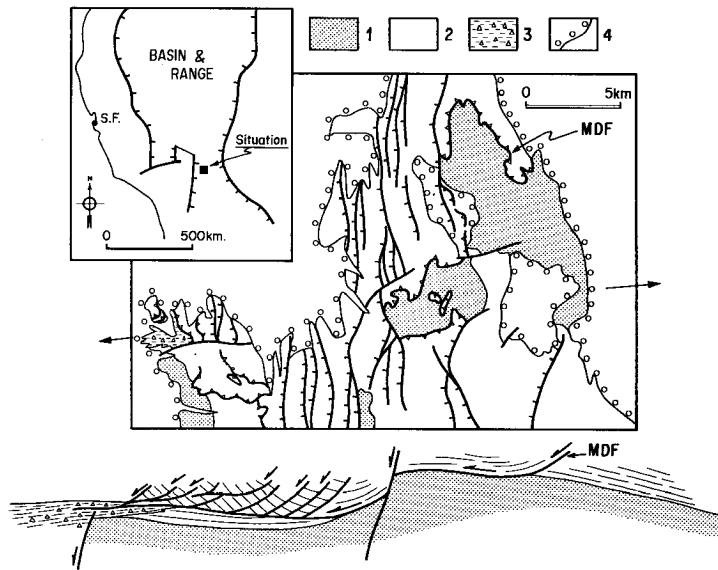 1 2 3 4
BASIN &
RANGE
S.F.
Situation
N
0 500km.
0 5km
MDF
MDF